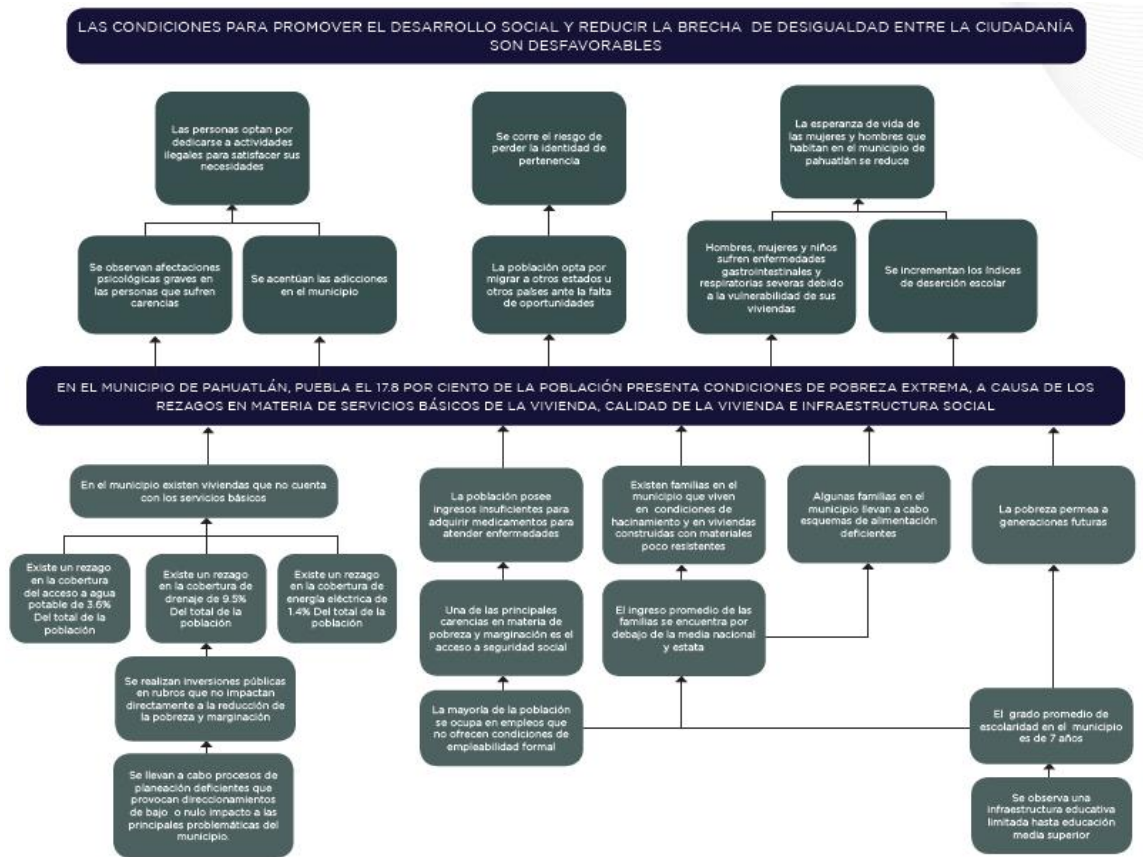 LAS CONDICIONES PARA PROMOVER EL DESARROLLO SOCIAL Y REDUCIR LA BRECHA DE DESIGUALDAD ENTRE LA CIUDADANÍA
SON DESFAVORABLES
Las personas optan por
dedicarse a actividades
ilegales para satisfacer sus
necesidades
Se corre el riesgo de
perder la identidad de
pertenencia
La esperanza de vida de
las mujeres y hombres que
habitan en el municipio de
pahuatlán se reduce
Se observan afectaciones
psicológicas graves en
las personas que sufren
carencias
Se acentúan las adicciones
en el municipio
La población opta por
migrar a otros estados u
otros países ante la falta
de oportunidades
Hombres, mujeres y niños
sufren enfermedades
gastrointestinales y
respiratorias severas debido
a la vulnerabilidad de sus
viviendas
Se incrementan los índices
de deserción escolar
EN EL MUNICIPIO DE PAHUATLÁN, PUEBLA EL 17.8 POR CIENTO DE LA POBLACIÓN PRESENTA CONDICIONES DE POBREZA EXTREMA, A CAUSA DE LOS
REZAGOS EN MATERIA DE SERVICIOS BÁSICOS DE LA VIVIENDA, CALIDAD DE LA VIVIENDA E INFRAESTRUCTURA SOCIAL
En el municipio existen viviendas que no cuenta
con los servicios básicos
La población posee
ingresos insuficientes para
adquirir medicamentos para
atender enfermedades
Existen familias en el
municipio que viven
en condiciones de
hacinamiento y en viviendas
construidas con materiales
poco resistentes
Algunas familias en el
municipio llevan a cabo
esquemas de alimentación
deficientes
La pobreza permea a
generaciones futuras
Existe un rezago
en la cobertura
del acceso a agua
potable de 3.6%
Del total de la
población
Existe un rezago
en la cobertura de
drenaje de 9.5%
Del total de la
población
Existe un rezago
en la cobertura de
energía eléctrica de
1.4% Del total de la
población
Una de las principales
carencias en materia de
pobreza y marginación es el
acceso a seguridad social
El ingreso promedio de las
familias se encuentra por
debajo de la media nacional
y estata
Se realizan inversiones públicas
en rubros que no impactan
directamente a la reducción de
la pobreza y marginación
La mayoría de la población
se ocupa en empleos que
no ofrecen condiciones de
empleabilidad formal
El grado promedio de
escolaridad en el municipio
es de 7 años
Se llevan a cabo procesos de
planeación deficientes que
provocan direccionamientos
de bajo o nulo impacto a las
principales problemáticas del
municipio.
Se observa una
infraestructura educativa
limitada hasta educación
media superior